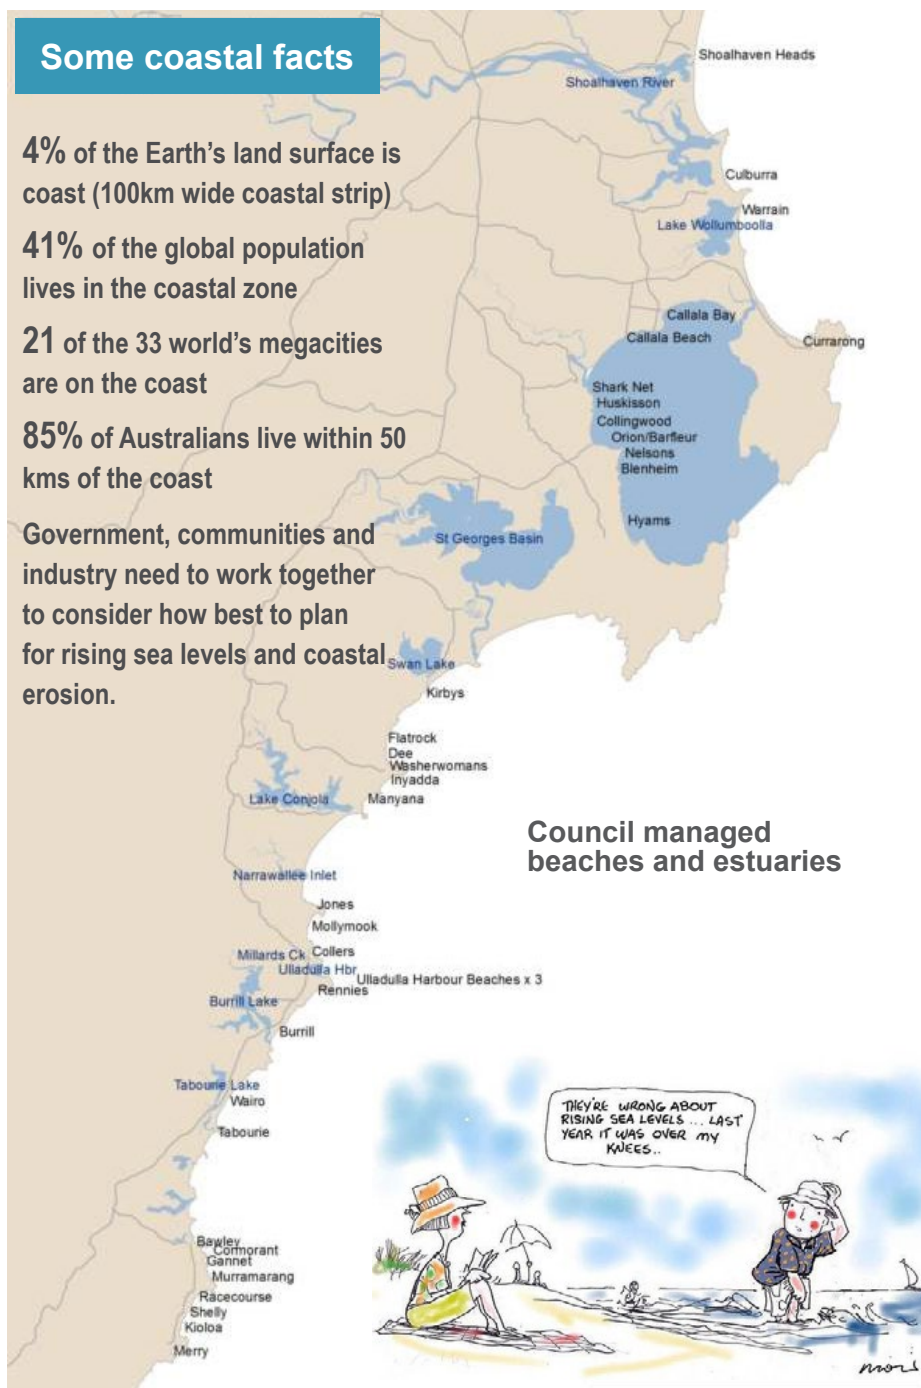 Some coastal facts
4% of the Earth's land surface is
coast (100km wide coastal strip)
41% of the global population
lives in the coastal zone
21 of the 33 world's megacities
are on the coast
85% of Australians live within 50
kms of the coast
Government, communities and
industry need to work together
to consider how best to plan
for rising sea levels and coastal
erosion.
Shoalhaven Heads
Shoalhaven River
Culburra
Warrain
Lake Wollumboolla
Callala Bay
Callala Beach
Currarong
Shark Net
Huskisson
Collingwood
Orion/Barfleur
Nelsons
Blenheim
Hyams
St Georges Basin
Swan Lake
Kirbys
Flatrock
Dee
Washerwomans
Inyadda
Lake Conjola
Manyana
Council managed
beaches and estuaries
Narrawallee Inlet
Jones
Mollymook
Millards Ck
Collers
Ulladulla Hbr
Ulladulla Harbour Beaches x 3
Rennies
Burrill Lake
Burrill
Tabourie Lake
Wairo
Tabourie
THEY'RE WRONG ABOUT
RISING SEA LEVELS ... LAST
YEAR IT WAS OVER MY
KNEES..
Bawley
Cormorant
Gannet
Murramarang
Racecourse
Shelly
Kioloa
Merry